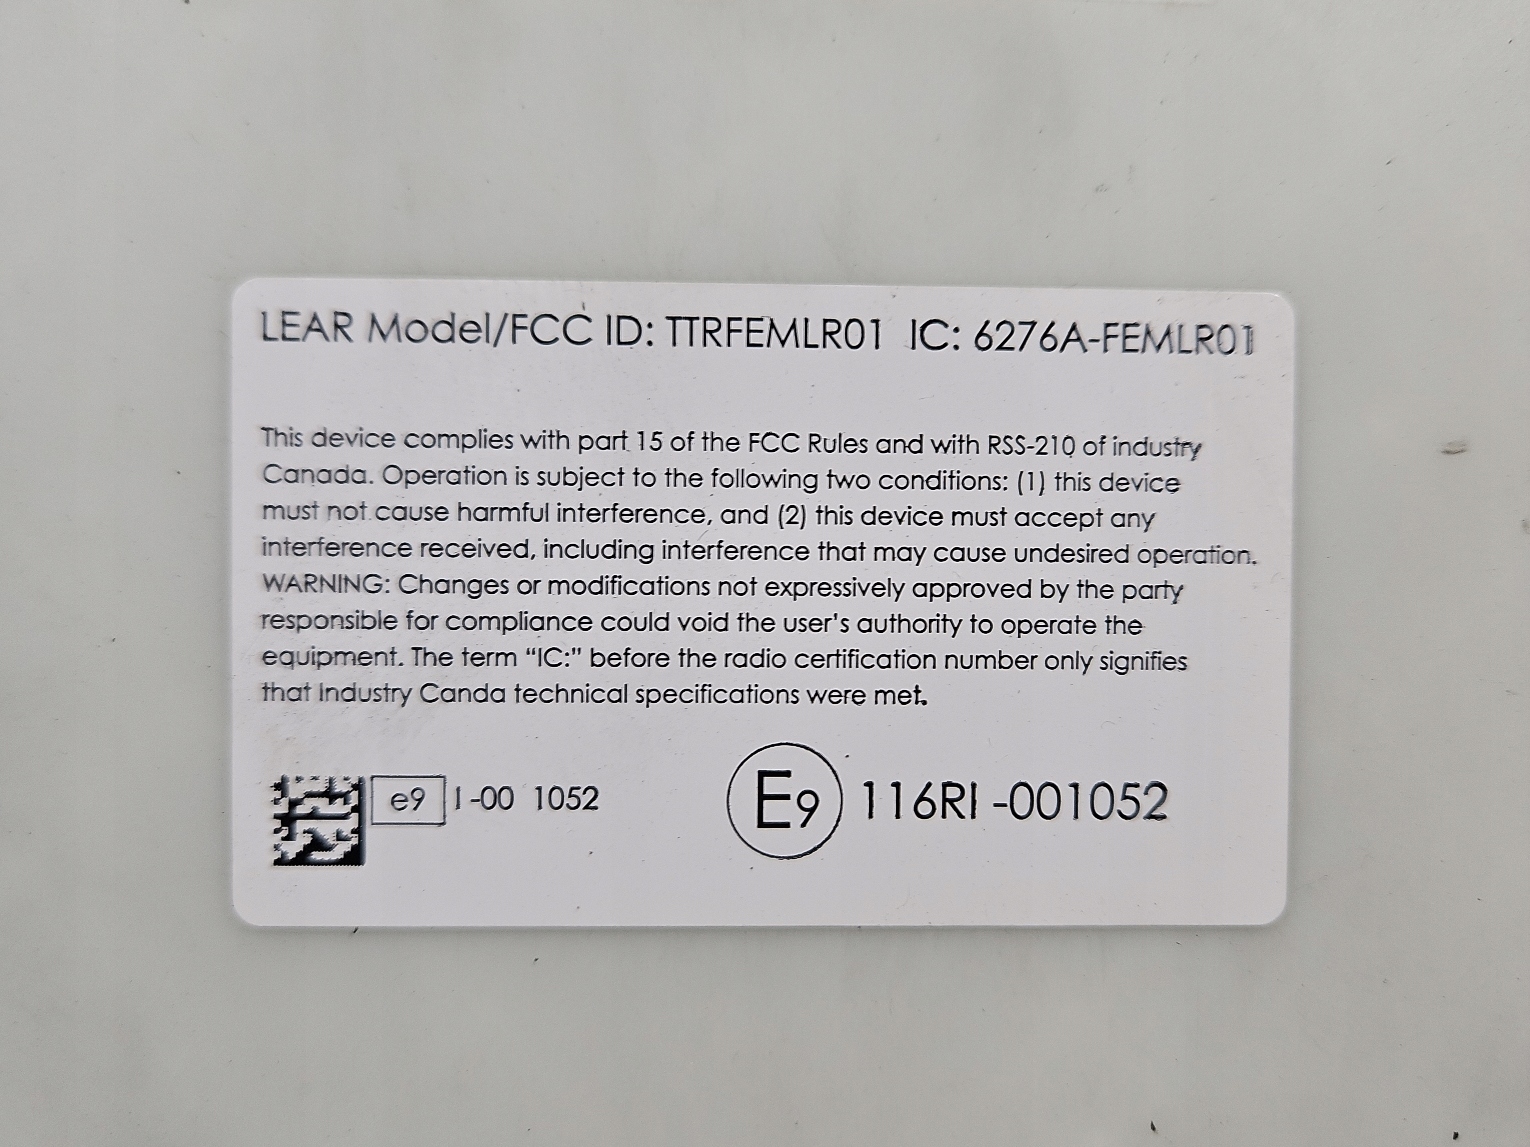 LEAR Model/FCC ID: TTRFEMLR01 IC: 6276A-FEMLR01
This device complies with part 15 of the FCC Rules and with RSS-210 of industry
Canada. Operation is subject to the following two conditions: (1) this device
must not cause harmful interference, and (2) this device must accept any
interference received, including interference that may cause undesired operation.
WARNING: Changes or modifications not expressively approved by the party
responsible for compliance could void the user's authority to operate the
equipment. The term "IC:" before the radio certification number only signifies
that Industry Canda technical specifications were met.
e9 I-00 1052 E9 116RI-001052